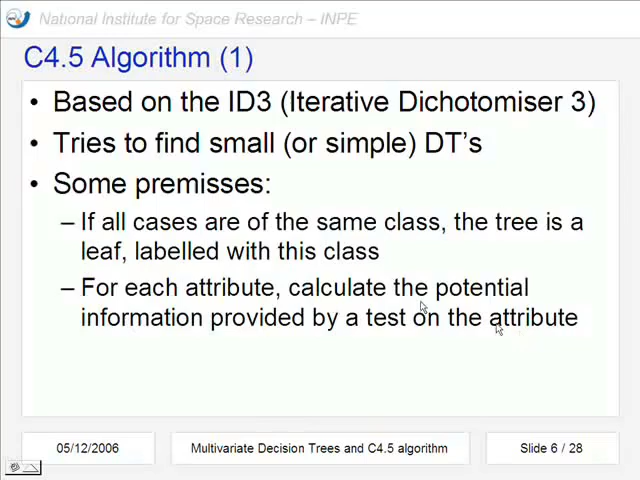 National Institute for Space Research – INPE
C4.5 Algorithm (1)
• Based on the ID3 (Iterative Dichotomiser 3)
• Tries to find small (or simple) DT's
• Some premisses:
– If all cases are of the same class, the tree is a
leaf, labelled with this class
– For each attribute, calculate the potential
information provided by a test on the attribute
05/12/2006
Multivariate Decision Trees and C4.5 algorithm
Slide 6 / 28